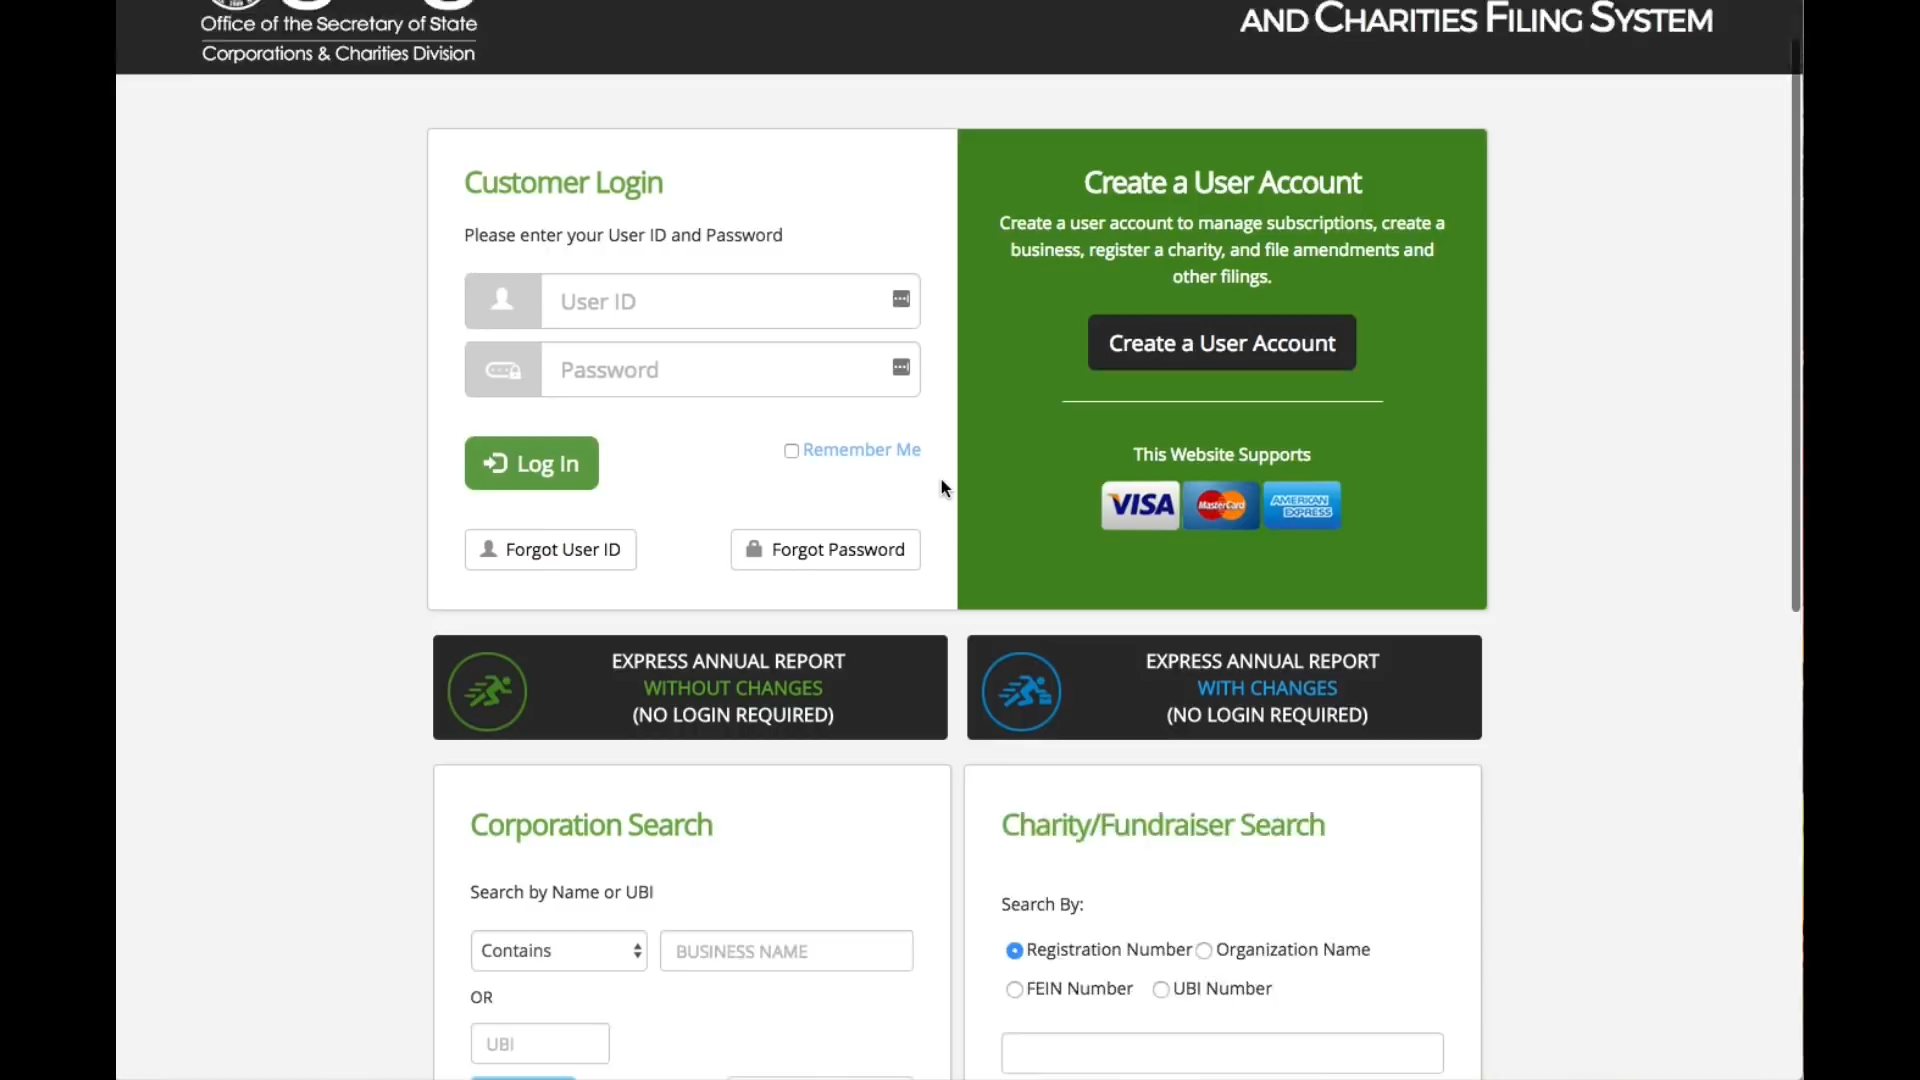 Office of the Secretary of State
Corporations & Charities Division
AND CHARITIES FILING SYSTEM
Customer Login
Please enter your User ID and Password
User ID
Password
Log In
Remember Me
Forgot User ID
Forgot Password
Create a User Account
Create a user account to manage subscriptions, create a
business, register a charity, and file amendments and
other filings.
Create a User Account
This Website Supports
VISA
MasterCard
AMERICAN
EXPRESS
EXPRESS ANNUAL REPORT
WITHOUT CHANGES
(NO LOGIN REQUIRED)
EXPRESS ANNUAL REPORT
WITH CHANGES
(NO LOGIN REQUIRED)
Corporation Search
Search by Name or UBI
Contains
BUSINESS NAME
OR
UBI
Charity/Fundraiser Search
Search By:
Registration Number Organization Name
FEIN Number UBI Number